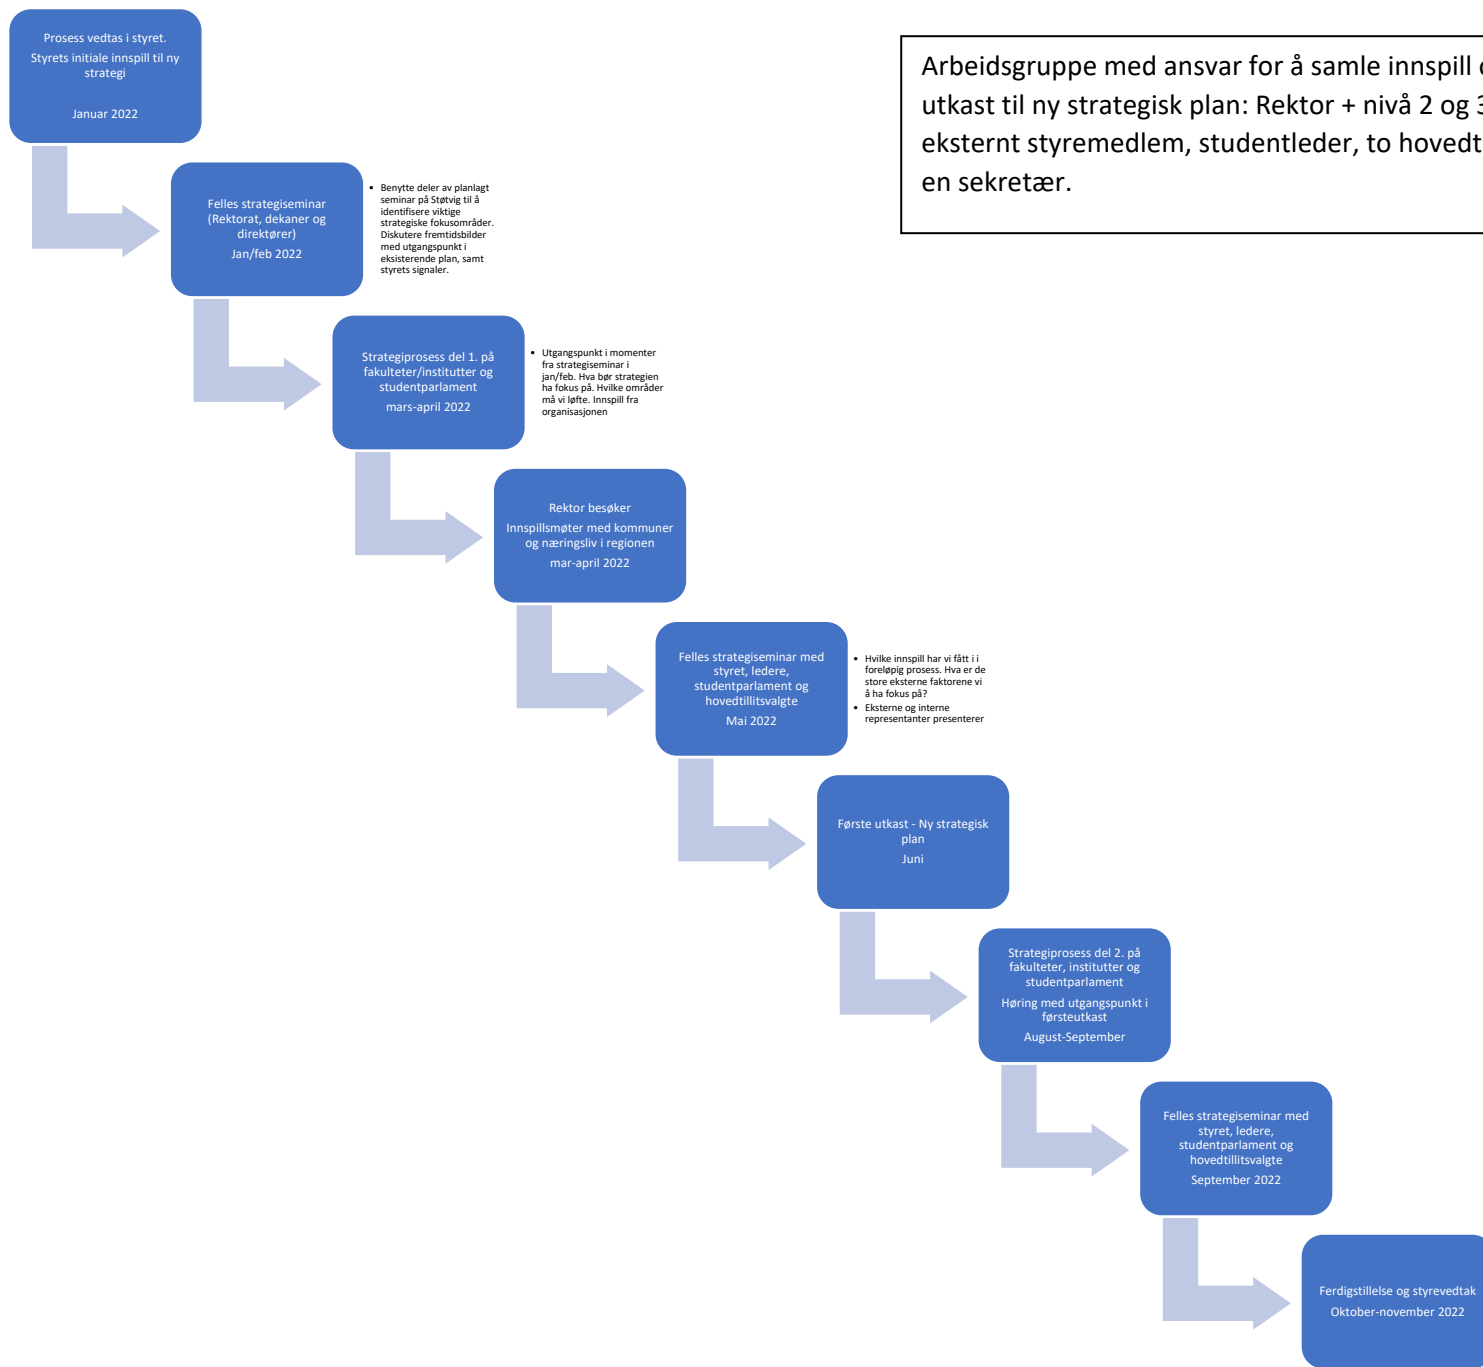 Prosess vedtas i styret.
Styrets initiale innspill til ny
strategi
Januar 2022
Arbeidsgruppe med ansvar for å samle innspill
utkast til ny strategisk plan: Rektor + nivå 2 og 3
eksternt styremedlem, studentleder, to hovedt
en sekretær.
Felles strategiseminar
(Rektorat, dekaner og
direktører)
Jan/feb 2022
• Benytte deler av planlagt
seminar på Støtvig til å
identifisere viktige
strategiske fokusområder.
Diskutere fremtidsbilder
med utgangspunkt i
eksisterende plan, samt
styrets signaler.
Strategiprosess del 1. på
fakulteter/institutter og
studentparlament
mars-april 2022
• Utgangspunkt i momenter
fra strategiseminar i
jan/feb. Hva bør strategien
ha fokus på. Hvilke områder
må vi løfte. Innspill fra
organisasjonen
Rektor besøker
Innspillsmøter med kommuner
og næringsliv i regionen
mar-april 2022
Felles strategiseminar med
styret, ledere,
studentparlament og
hovedtillitsvalgte
Mai 2022
• Hvilke innspill har vi fått i i
foreløpig prosess. Hva er de
store eksterne faktorene vi
å ha fokus på?
• Eksterne og interne
representanter presenterer
Første utkast - Ny strategisk
plan
Juni
Strategiprosess del 2. på
fakulteter, institutter og
studentparlament
Høring med utgangspunkt i
førsteutkast
August-September
Felles strategiseminar med
styret, ledere,
studentparlament og
hovedtillitsvalgte
September 2022
Ferdigstillelse og styrevedtak
Oktober-november 2022